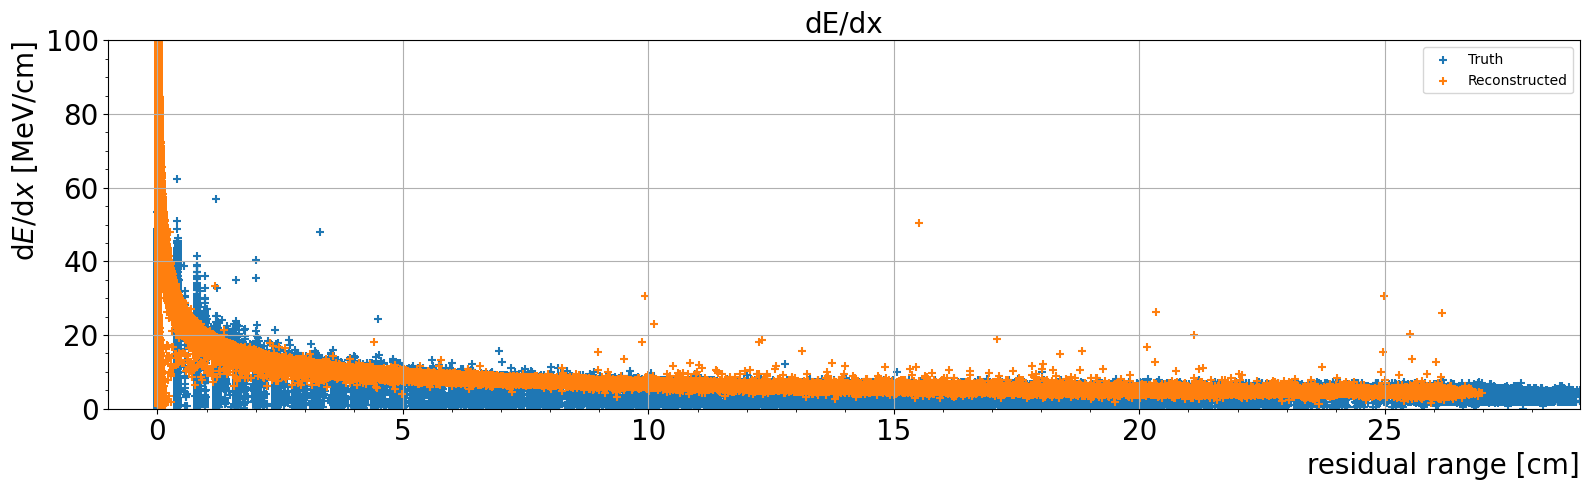 dE/dx
dE/dx [MeV/cm]
100
80
60
40
20
0
Truth
Reconstructed
0 5 10 15 20 25
residual range [cm]